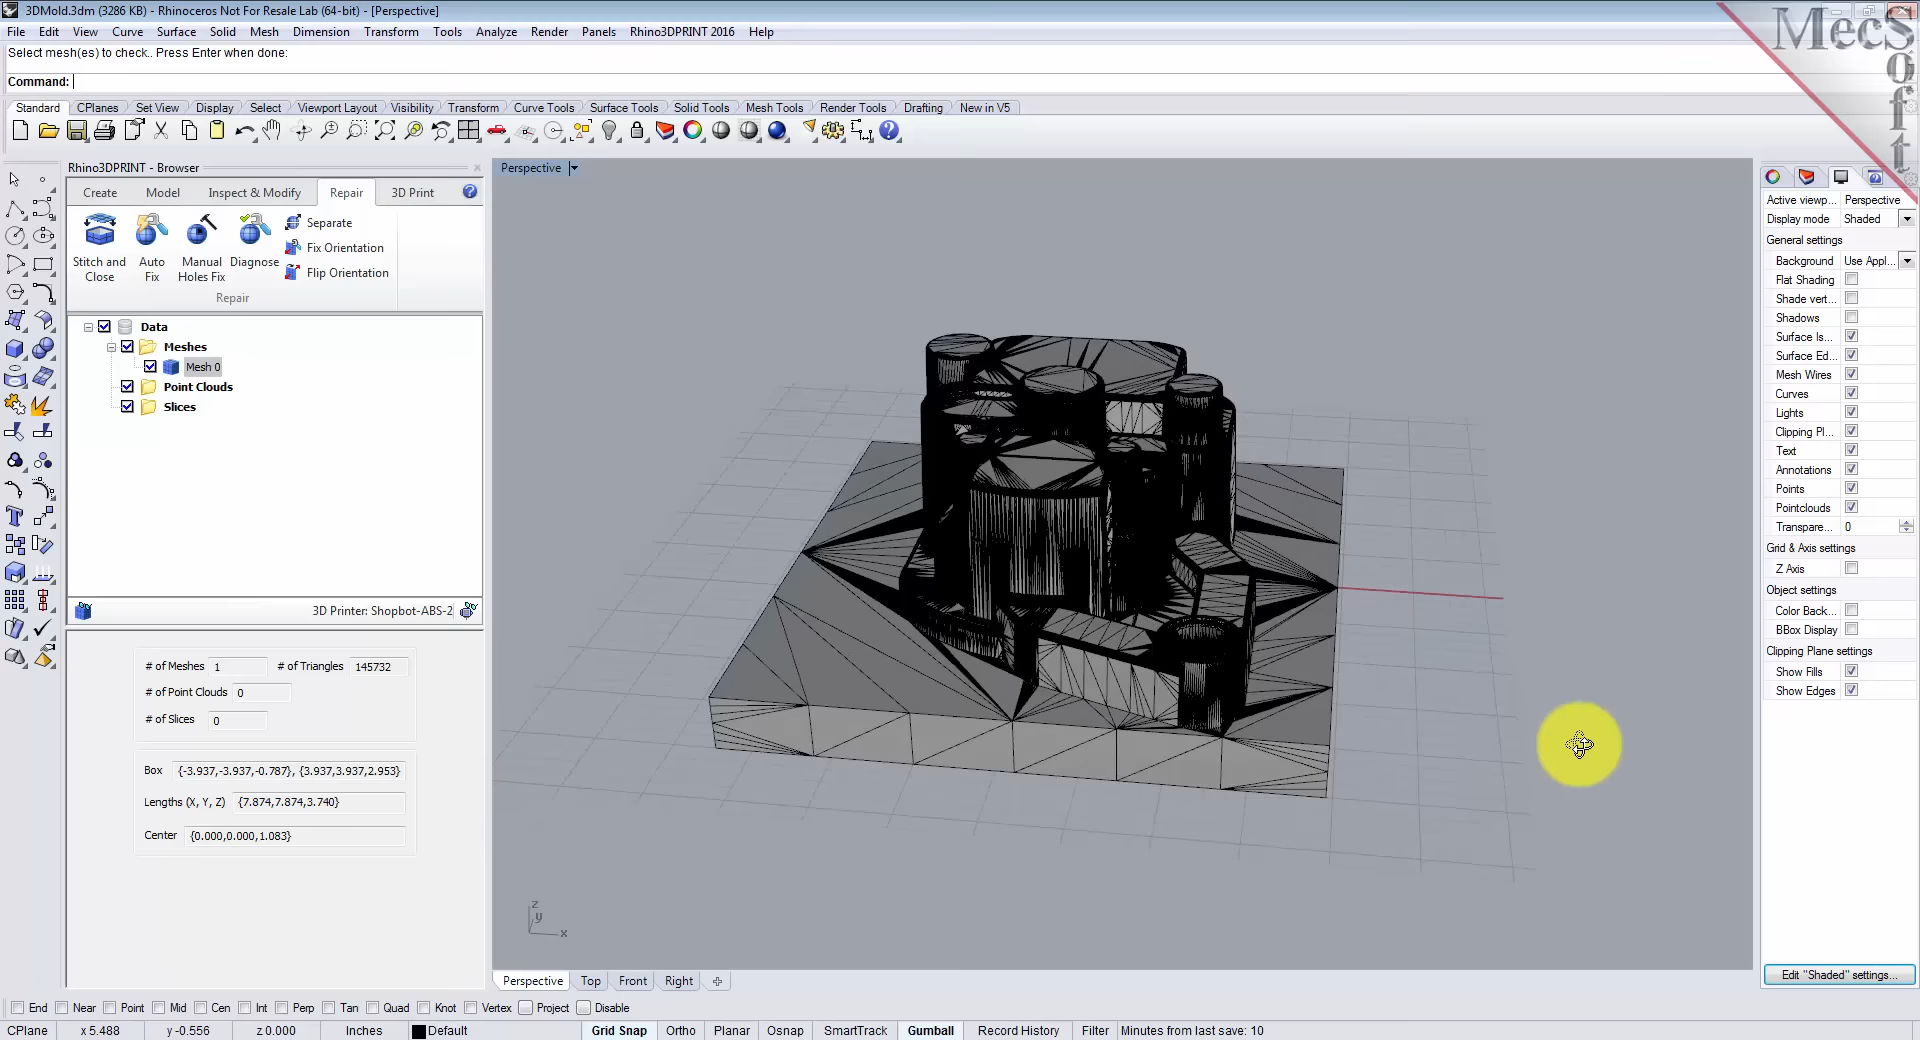 3DMold.3dm (3286 KB) - Rhinoceros Not For Resale Lab (64-bit) - [Perspective]
File Edit View Curve Surface Solid Mesh Dimension Transform Tools Analyze Render Panels Rhino3DPRINT 2016 Help
Select mesh(es) to check.. Press Enter when done:
Command:
MecSoft
Standard CPlanes Set View Display Select Viewport Layout Visibility Transform Curve Tools Surface Tools Solid Tools Mesh Tools Render Tools Drafting New in V5
Rhino3DPRINT - Browser
Create Model Inspect & Modify Repair 3D Print
Stitch and Close
Auto Fix
Manual Holes Fix
Diagnose
Separate
Fix Orientation
Flip Orientation
Repair
Data
Meshes
Mesh 0
Point Clouds
Slices
3D Printer: Shopbot-ABS-2
# of Meshes 1 # of Triangles 145732
# of Point Clouds 0
# of Slices 0
Box {-3.937,-3.937,-0.787}, {3.937,3.937,2.953}
Lengths (X, Y, Z) {7.874,7.874,3.740}
Center {0.000,0.000,1.083}
Perspective
z
y
x
Perspective Top Front Right
Active viewp... Perspective
Display mode Shaded
General settings
Background Use Appl...
Flat Shading
Shade vert...
Shadows
Surface Is...
Surface Ed...
Mesh Wires
Curves
Lights
Clipping Pl...
Text
Annotations
Points
Pointclouds
Transpare... 0
Grid & Axis settings
Z Axis
Object settings
Color Back...
BBox Display
Clipping Plane settings
Show Fills
Show Edges
Edit "Shaded" settings...
End Near Point Mid Cen Int Perp Tan Quad Knot Vertex Project Disable
CPlane x 5.488 y -0.556 z 0.000 Inches Default Grid Snap Ortho Planar Osnap SmartTrack Gumball Record History Filter Minutes from last save: 10